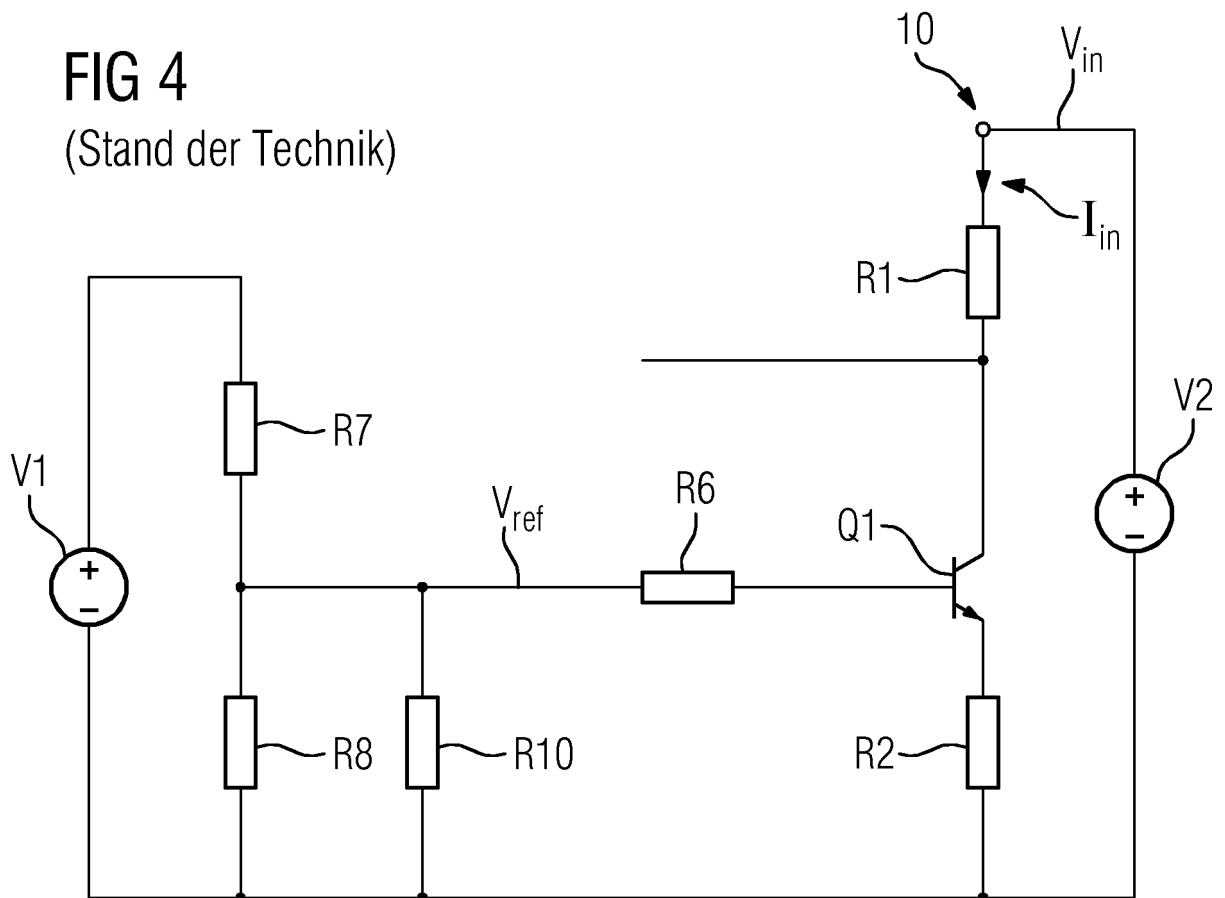 FIG 4
(Stand der Technik)
10
Vin
Iin
R1
V2
R7
V1
Vref
R6
Q1
R8
R10
R2